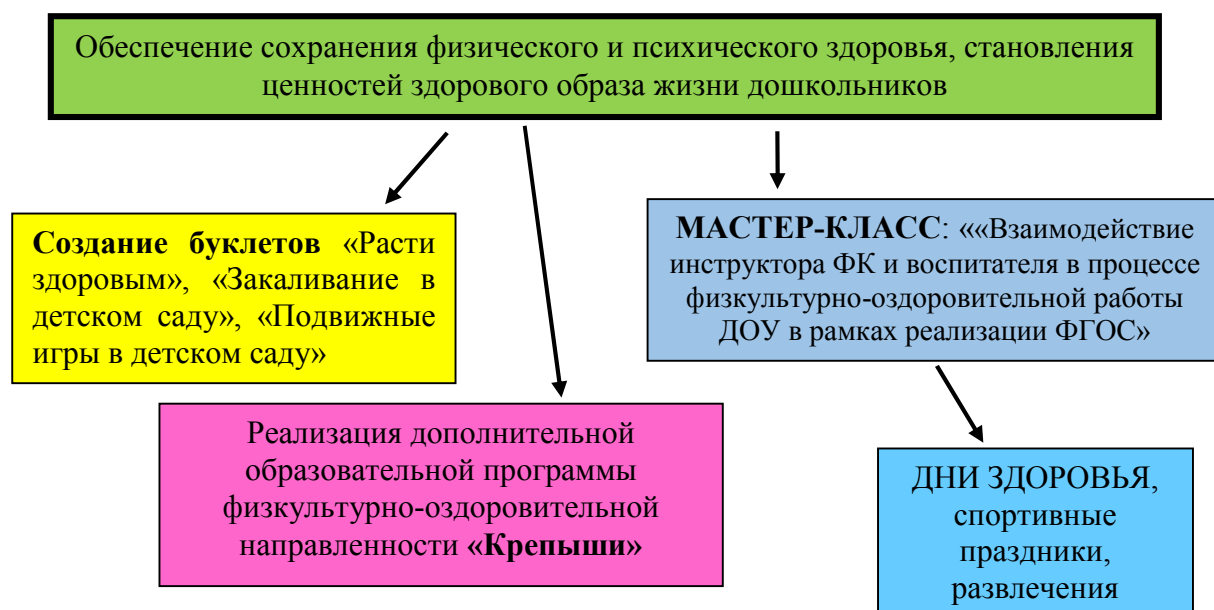 Обеспечение сохранения физического и психического здоровья, становления
ценностей здорового образа жизни дошкольников
Создание буклетов «Расти
здоровым», «Закаливание в
детском саду», «Подвижные
игры в детском саду»
МАСТЕР-КЛАСС: ««Взаимодействие
инструктора ФК и воспитателя в процессе
физкультурно-оздоровительной работы
ДОУ в рамках реализации ФГОС»
Реализация дополнительной
образовательной программы
физкультурно-оздоровительной
направленности «Крепыши»
ДНИ ЗДОРОВЬЯ,
спортивные
праздники,
развлечения